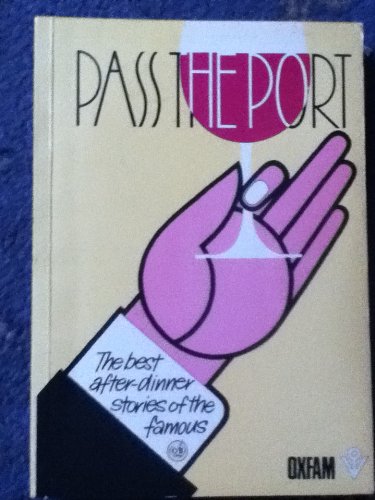 PASS THE PORT
The best
after-dinner
stories of the
famous
OXFAM